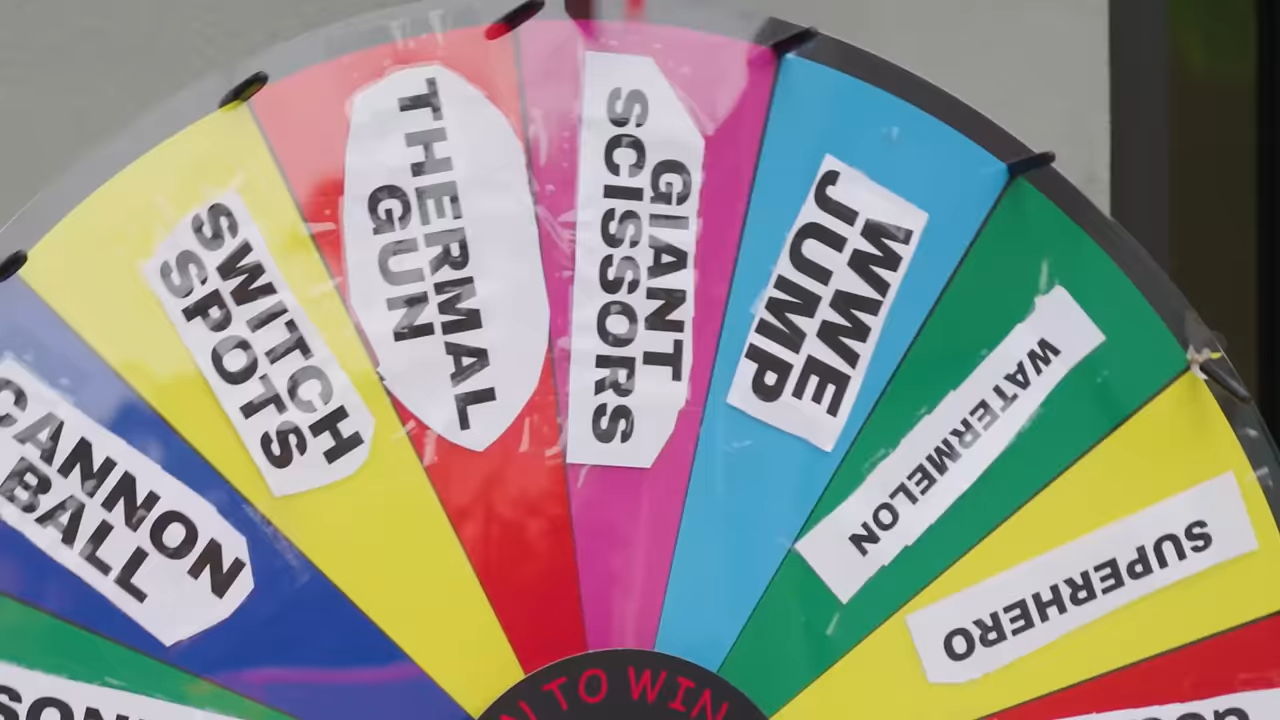 CANNON
BALL
SWITCH
SPOTS
THERMAL
GUN
GIANT
SCISSORS
WWE
JUMP
WATERMELON
SUPERHERO
TO WIN